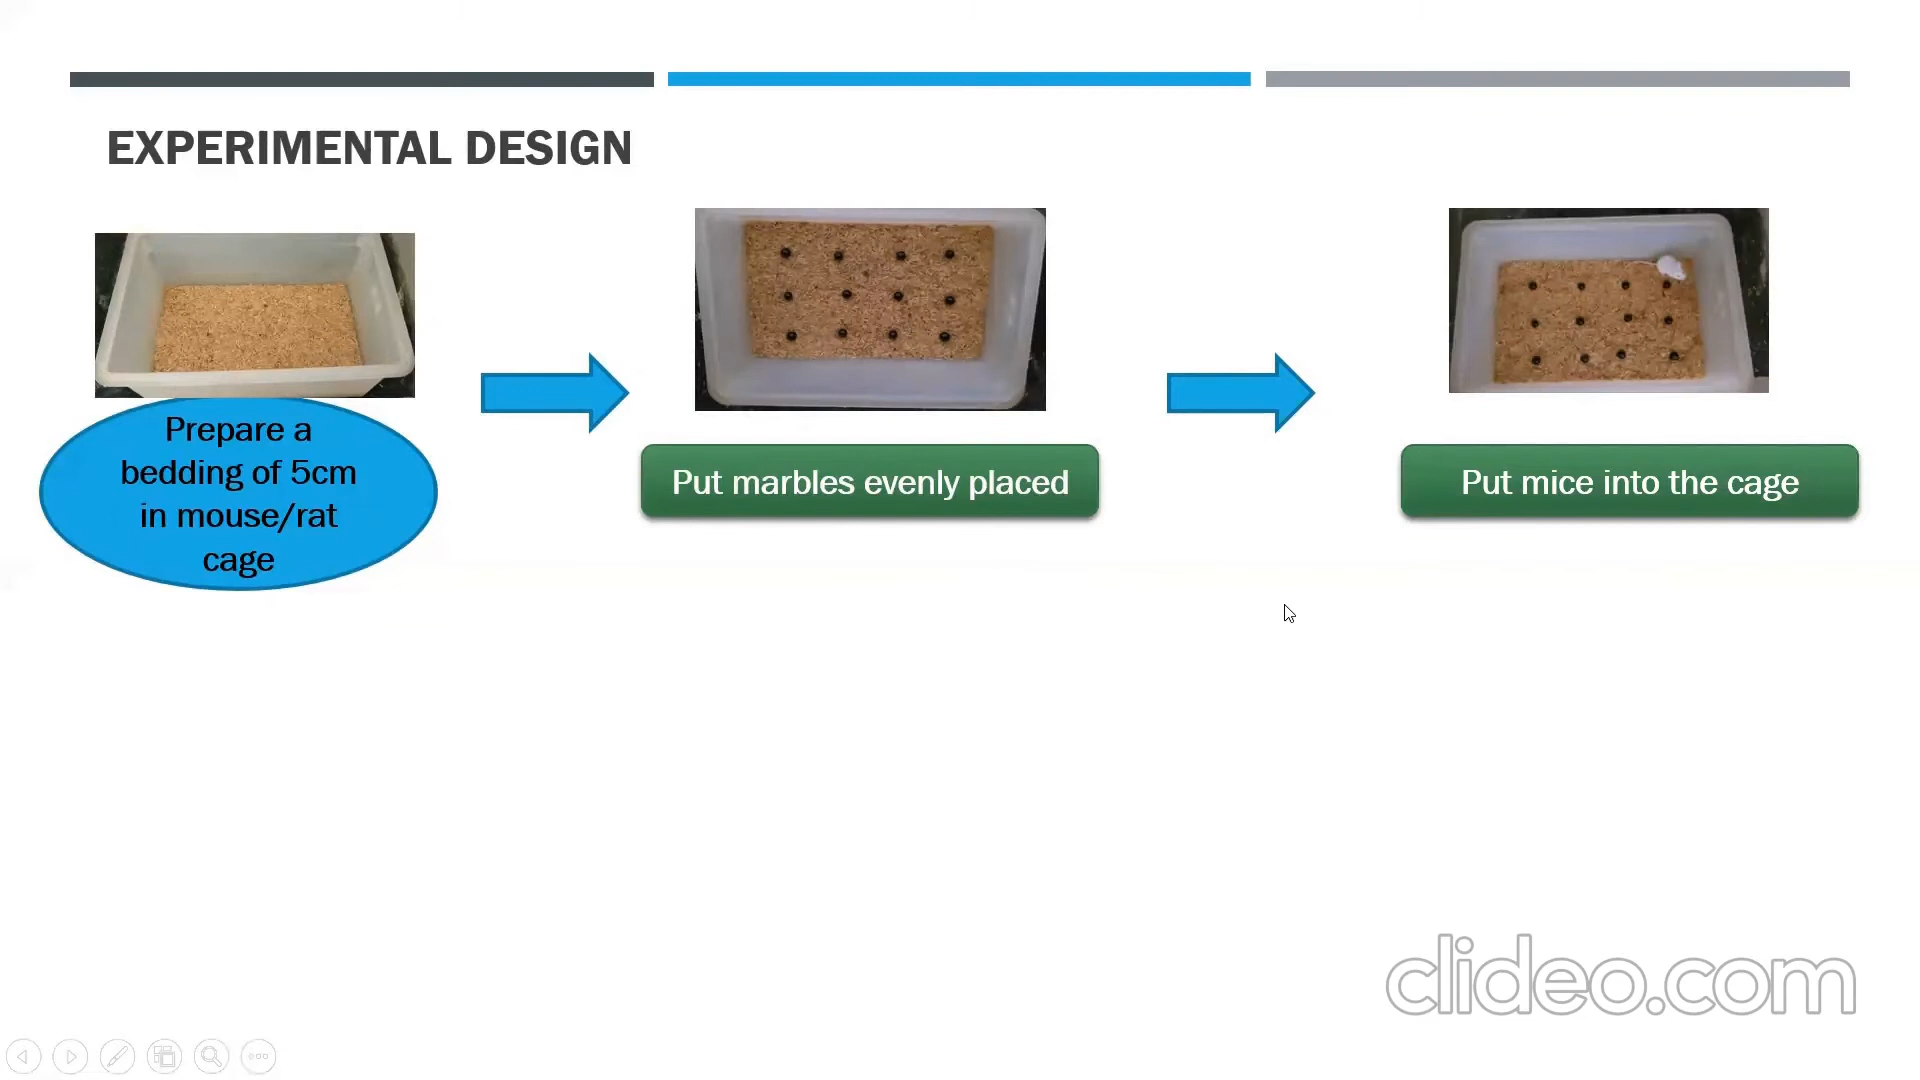 EXPERIMENTAL DESIGN
Prepare a
bedding of 5cm
in mouse/rat
cage
Put marbles evenly placed
Put mice into the cage
clideo.com